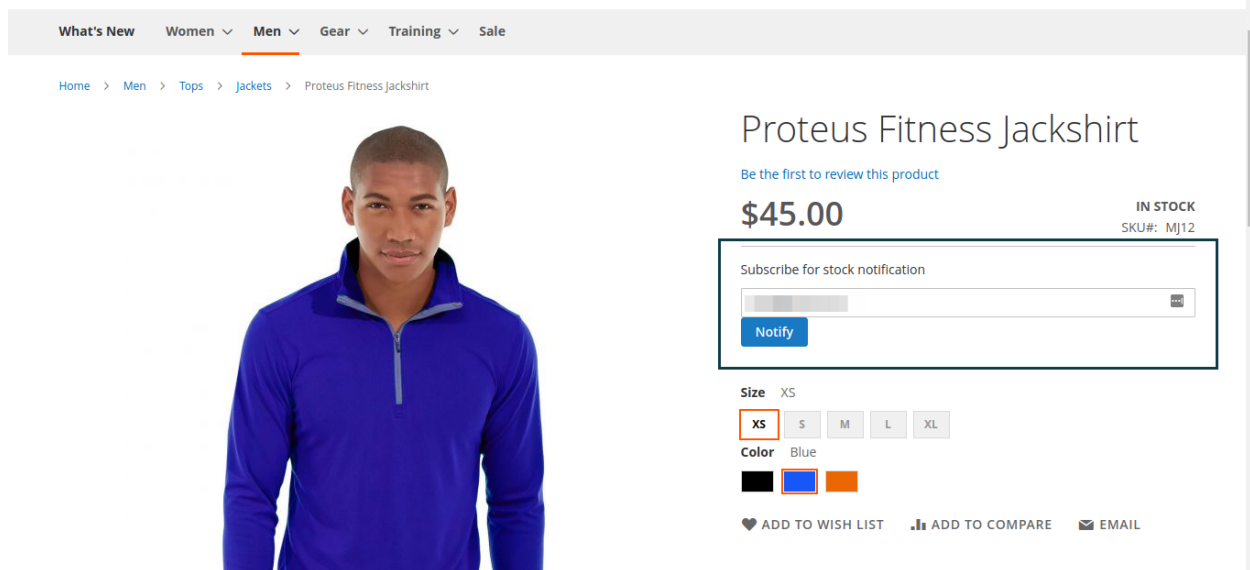 What's New Women Men Gear Training Sale
Home > Men > Tops > Jackets > Proteus Fitness Jackshirt
Proteus Fitness Jackshirt
Be the first to review this product
$45.00
IN STOCK
SKU#: MJ12
Subscribe for stock notification
Notify
Size XS
XS S M L XL
Color Blue
ADD TO WISH LIST ADD TO COMPARE EMAIL